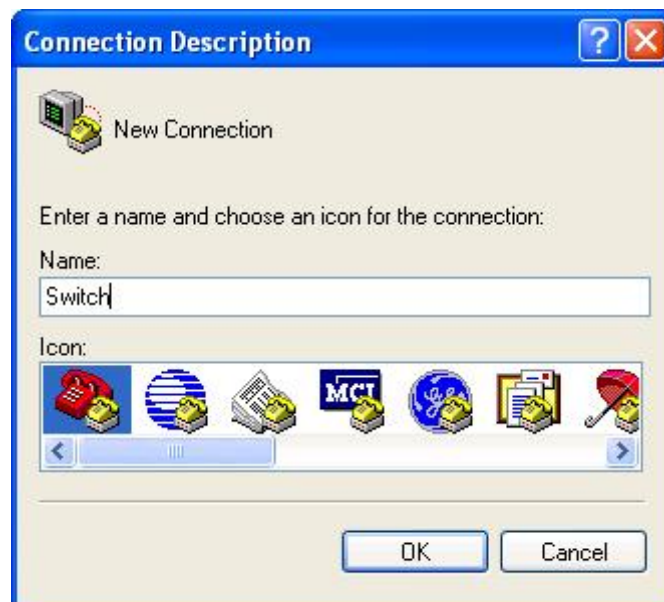 Connection Description
New Connection
Enter a name and choose an icon for the connection:
Name:
Switch
Icon:
MCI
OK Cancel